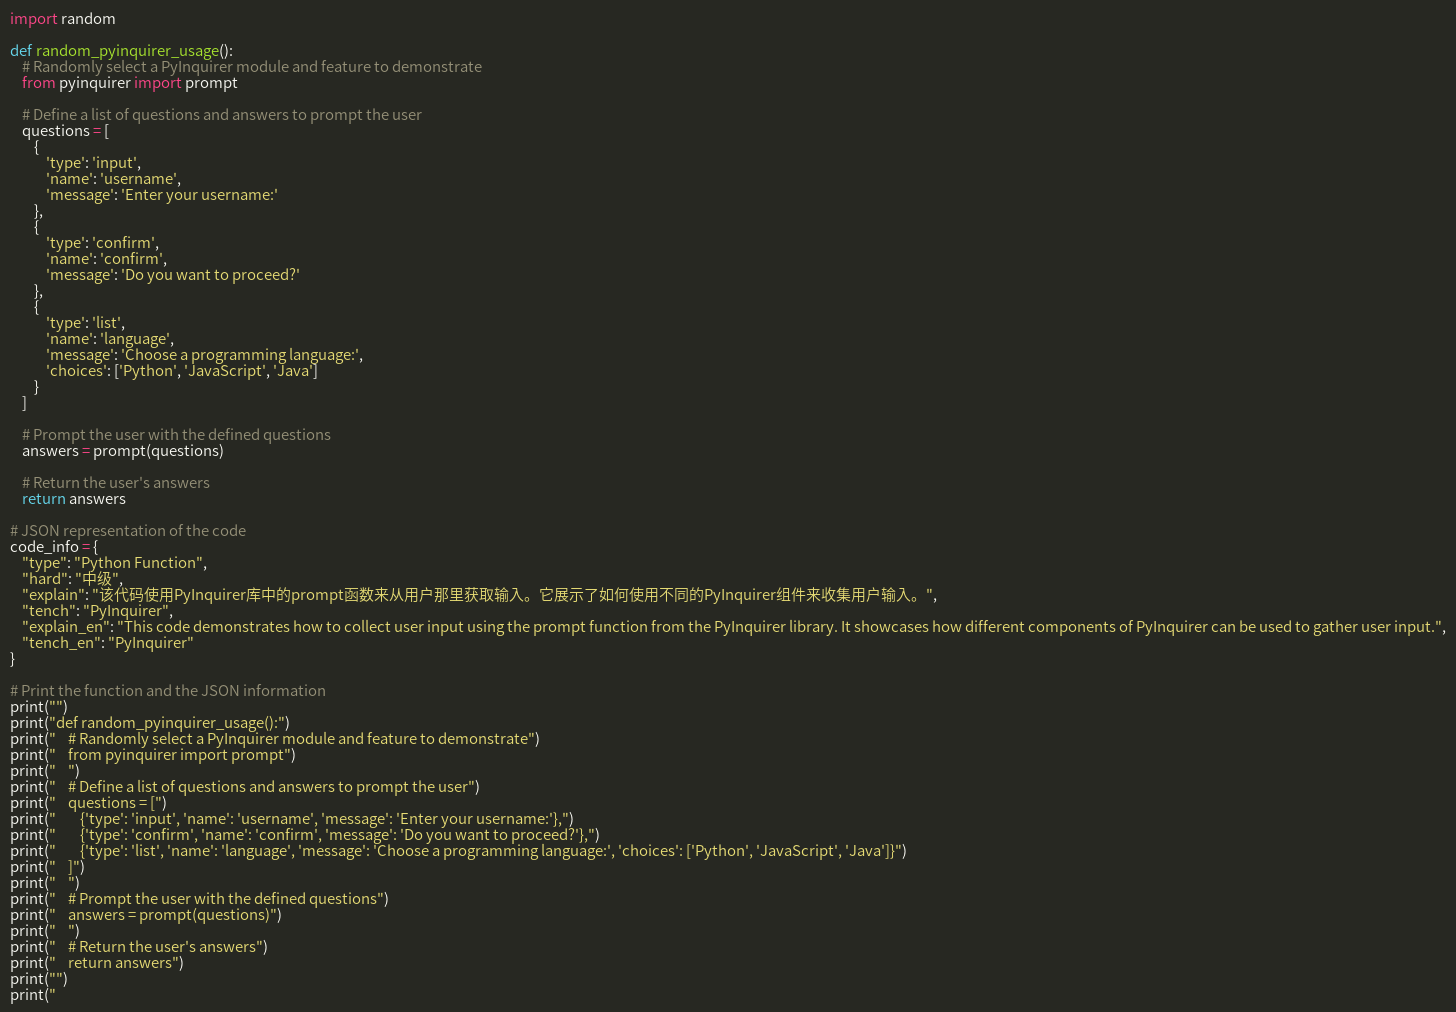 import random

def random_pyinquirer_usage():
    # Randomly select a PyInquirer module and feature to demonstrate
    from pyinquirer import prompt

    # Define a list of questions and answers to prompt the user
    questions = [
        {
            'type': 'input',
            'name': 'username',
            'message': 'Enter your username:'
        },
        {
            'type': 'confirm',
            'name': 'confirm',
            'message': 'Do you want to proceed?'
        },
        {
            'type': 'list',
            'name': 'language',
            'message': 'Choose a programming language:',
            'choices': ['Python', 'JavaScript', 'Java']
        }
    ]

    # Prompt the user with the defined questions
    answers = prompt(questions)

    # Return the user's answers
    return answers

# JSON representation of the code
code_info = {
    "type": "Python Function",
    "hard": "中级",
    "explain": "该代码使用PyInquirer库中的prompt函数来从用户那里获取输入。它展示了如何使用不同的PyInquirer组件来收集用户输入。",
    "tench": "PyInquirer",
    "explain_en": "This code demonstrates how to collect user input using the prompt function from the PyInquirer library. It showcases how different components of PyInquirer can be used to gather user input.",
    "tench_en": "PyInquirer"
}

# Print the function and the JSON information
print("")
print("def random_pyinquirer_usage():")
print("    # Randomly select a PyInquirer module and feature to demonstrate")
print("    from pyinquirer import prompt")
print("    ")
print("    # Define a list of questions and answers to prompt the user")
print("    questions = [")
print("        {'type': 'input', 'name': 'username', 'message': 'Enter your username:'},")
print("        {'type': 'confirm', 'name': 'confirm', 'message': 'Do you want to proceed?'},")
print("        {'type': 'list', 'name': 'language', 'message': 'Choose a programming language:', 'choices': ['Python', 'JavaScript', 'Java']}")
print("    ]")
print("    ")
print("    # Prompt the user with the defined questions")
print("    answers = prompt(questions)")
print("    ")
print("    # Return the user's answers")
print("    return answers")
print("")
print("